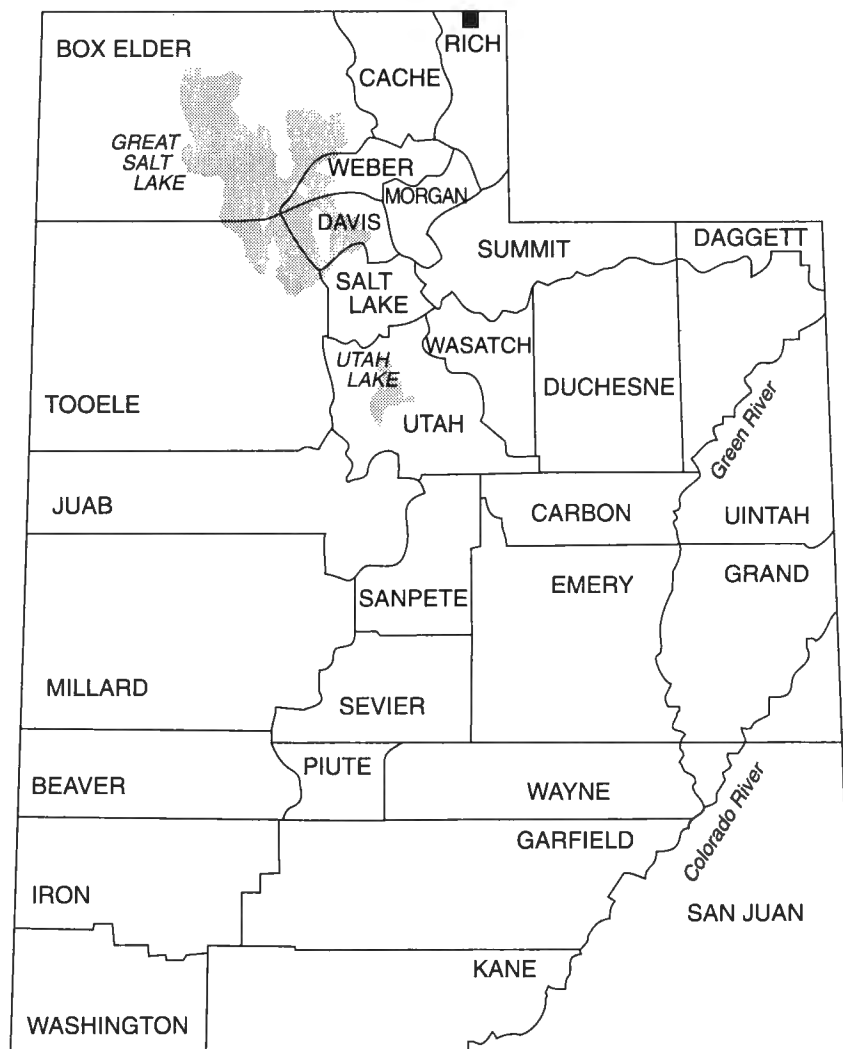 BOX ELDER
RICH
CACHE
GREAT
SALT
LAKE
WEBER
MORGAN
DAVIS
SUMMIT
DAGGETT
SALT
LAKE
WASATCH
UTAH
LAKE
DUCHESNE
TOOELE
UTAH
Green River
JUAB
CARBON
UINTAH
SANPETE
EMERY
GRAND
MILLARD
SEVIER
PIUTE
BEAVER
WAYNE
Colorado River
GARFIELD
IRON
SAN JUAN
KANE
WASHINGTON